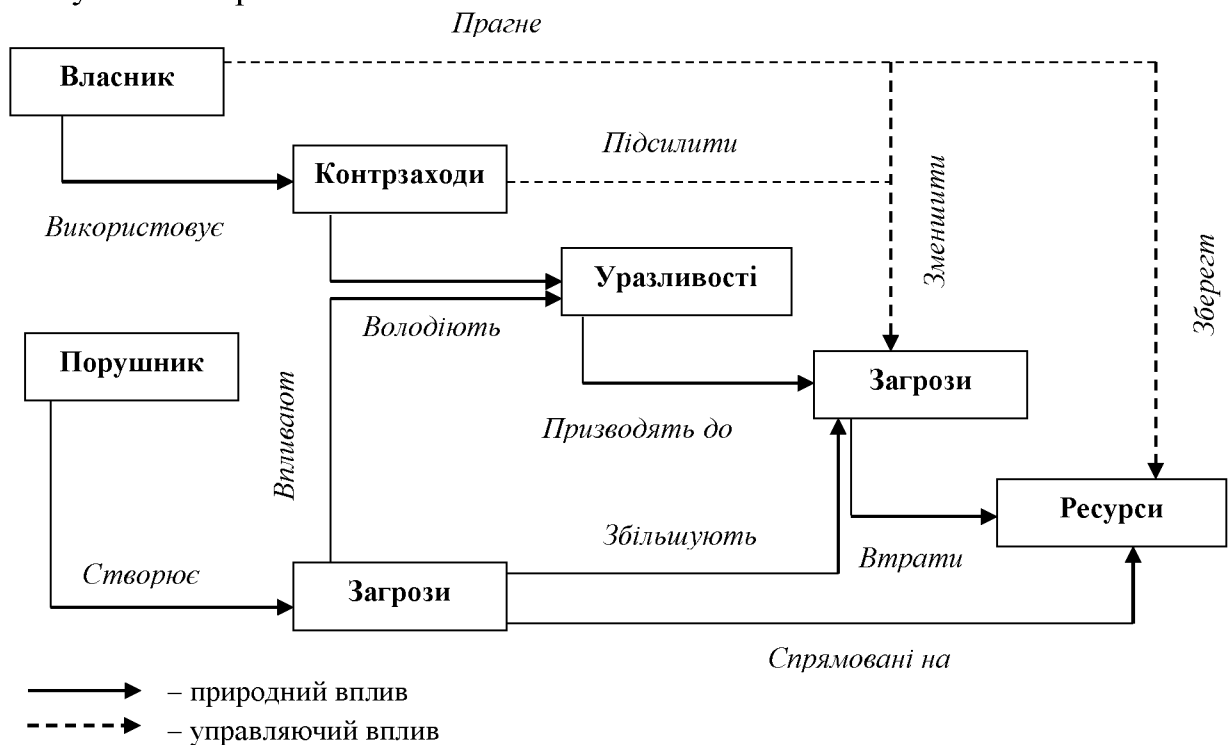 Прагне
Власник
Підсилити
Контрзаходи
Зменшити
Використовує
Зберегт
Уразливості
Володіють
Порушник
Загрози
Впливают
Призводять до
Ресурси
Збільшують
Втрати
Створює
Загрози
Спрямовані на
– природний вплив
– управляючий вплив